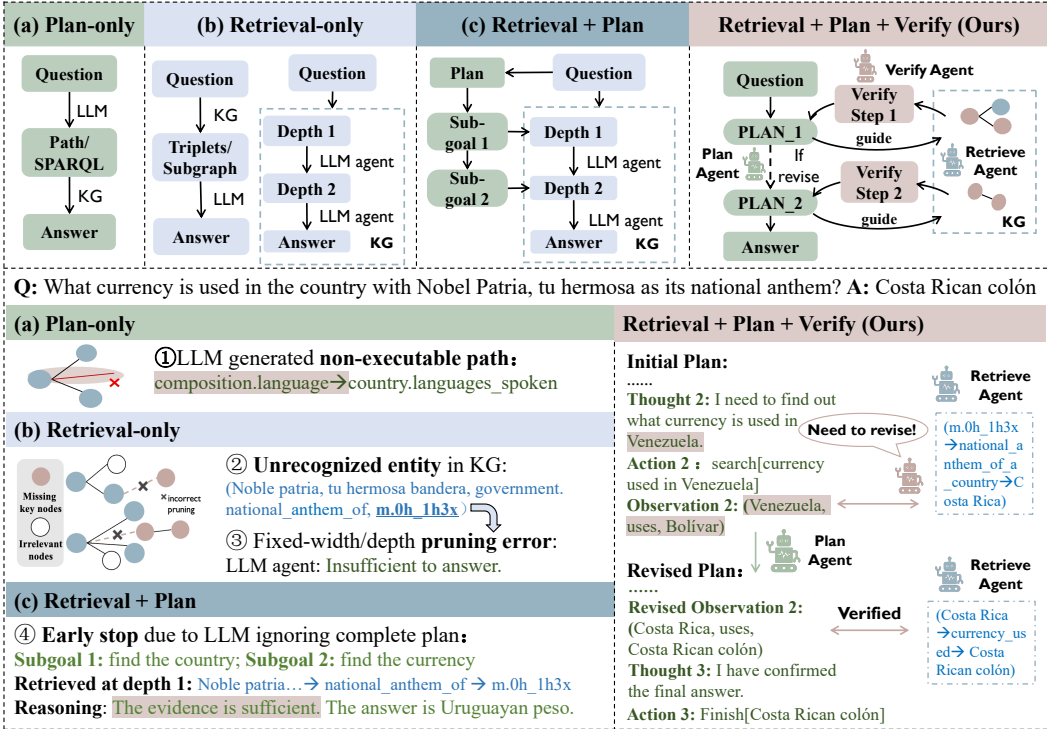 (a) Plan-only
Question
LLM
Path/
SPARQL
KG
Answer
(b) Retrieval-only
Question
KG
Triplets/
Subgraph
LLM
Answer
Question
Depth 1
LLM agent
Depth 2
LLM agent
Answer
KG
(c) Retrieval + Plan
Plan
Question
Sub-
goal 1
Sub-
goal 2
Depth 1
LLM agent
Depth 2
LLM agent
Answer
KG
Retrieval + Plan + Verify (Ours)
Question
Verify Agent
Verify
Step 1
PLAN_1
guide
Plan
Agent
If
revise
Retrieve
Agent
Verify
Step 2
PLAN_2
guide
KG
Answer
Q: What currency is used in the country with Nobel Patria, tu hermosa as its national anthem? A: Costa Rican colón
(a) Plan-only
①LLM generated non-executable path：
composition.language→country.languages_spoken
(b) Retrieval-only
Missing
key nodes
Irrelevant
nodes
incorrect
pruning
② Unrecognized entity in KG:
(Noble patria, tu hermosa bandera, government.
national_anthem_of, m.0h_1h3x）
③ Fixed-width/depth pruning error:
LLM agent: Insufficient to answer.
(c) Retrieval + Plan
④ Early stop due to LLM ignoring complete plan：
Subgoal 1: find the country; Subgoal 2: find the currency
Retrieved at depth 1: Noble patria…→ national_anthem_of → m.0h_1h3x
Reasoning: The evidence is sufficient. The answer is Uruguayan peso.
Retrieval + Plan + Verify (Ours)
Initial Plan:
……
Thought 2: I need to find out
what currency is used in
Venezuela.
Action 2：search[currency
used in Venezuela]
Observation 2: (Venezuela,
uses, Bolívar)
Need to revise!
Retrieve
Agent
(m.0h_1h3x
→national_a
nthem_of_a
_country→C
osta Rica)
Plan
Agent
Revised Plan：
……
Revised Observation 2:
(Costa Rica, uses,
Costa Rican colón)
Thought 3: I have confirmed
the final answer.
Action 3: Finish[Costa Rican colón]
Verified
Retrieve
Agent
(Costa Rica
→currency_us
ed→ Costa
Rican colón)